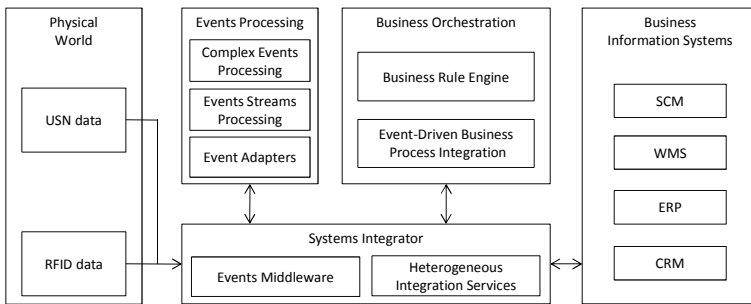 Physical
World
USN data
RFID data
Events Processing
Complex Events
Processing
Events Streams
Processing
Event Adapters
Business Orchestration
Business Rule Engine
Event-Driven Business
Process Integration
Systems Integrator
Events Middleware
Heterogeneous
Integration Services
Business
Information Systems
SCM
WMS
ERP
CRM